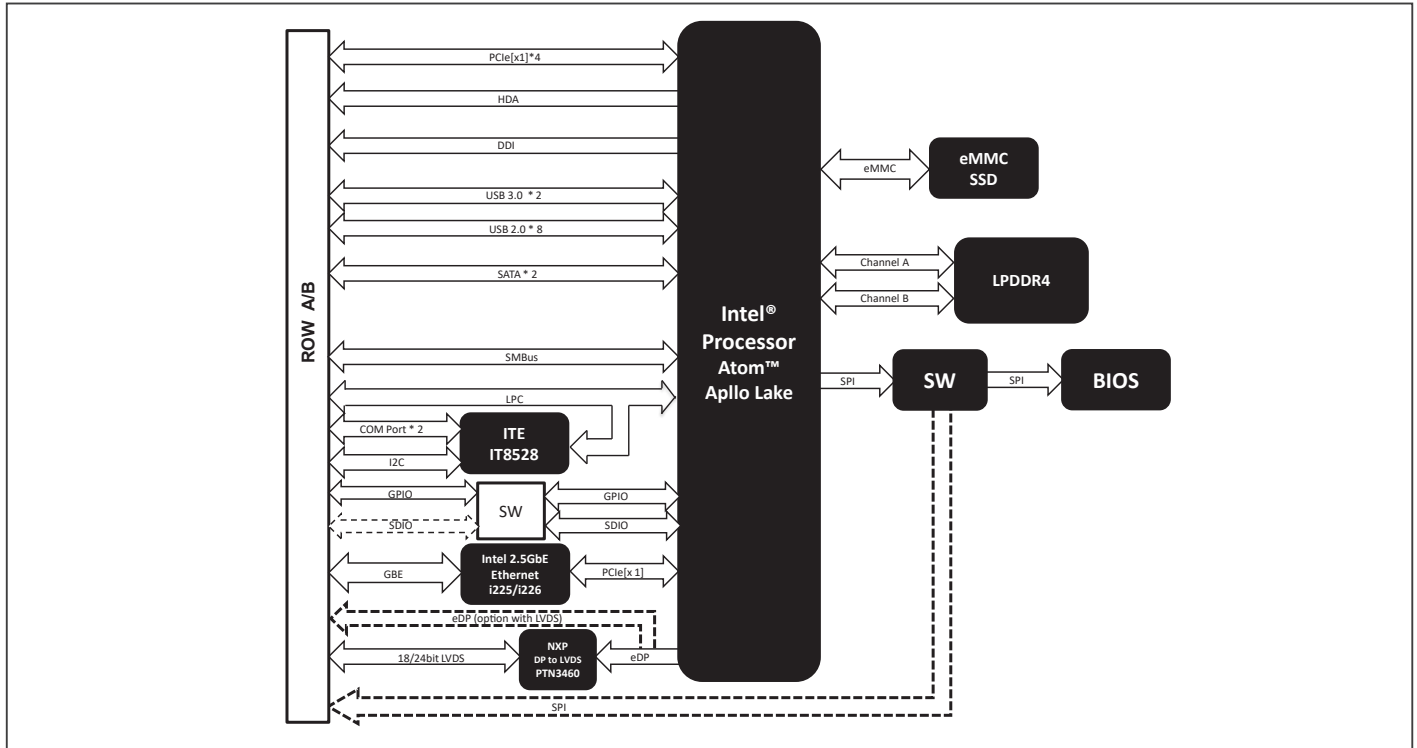 ROW A/B
PCIe[x1]*4
HDA
DDI
USB 3.0 * 2
USB 2.0 * 8
SATA * 2
SMBus
LPC
COM Port * 2
I2C
ITE
IT8528
GPIO
SDIO
SW
GPIO
SDIO
GBE
Intel 2.5GbE
Ethernet
i225/i226
PCIe[x 1]
eDP (option with LVDS)
18/24bit LVDS
NXP
DP to LVDS
PTN3460
eDP
SPI
Intel®
Processor
Atom™
Apllo Lake
eMMC
eMMC
SSD
Channel A
Channel B
LPDDR4
SPI
SW
SPI
BIOS